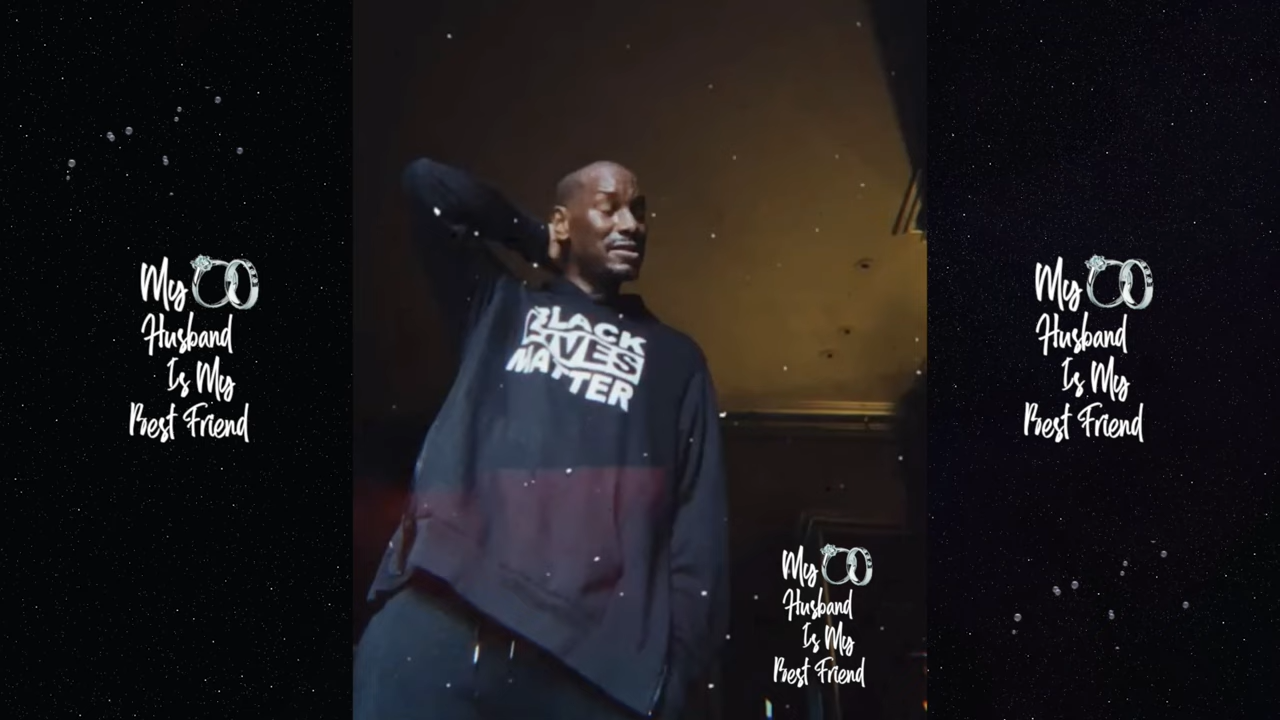 My
Husband
Is My
Best Friend
BLACK
LIVES
MATTER
My
Husband
Is My
Best Friend
My
Husband
Is My
Best Friend